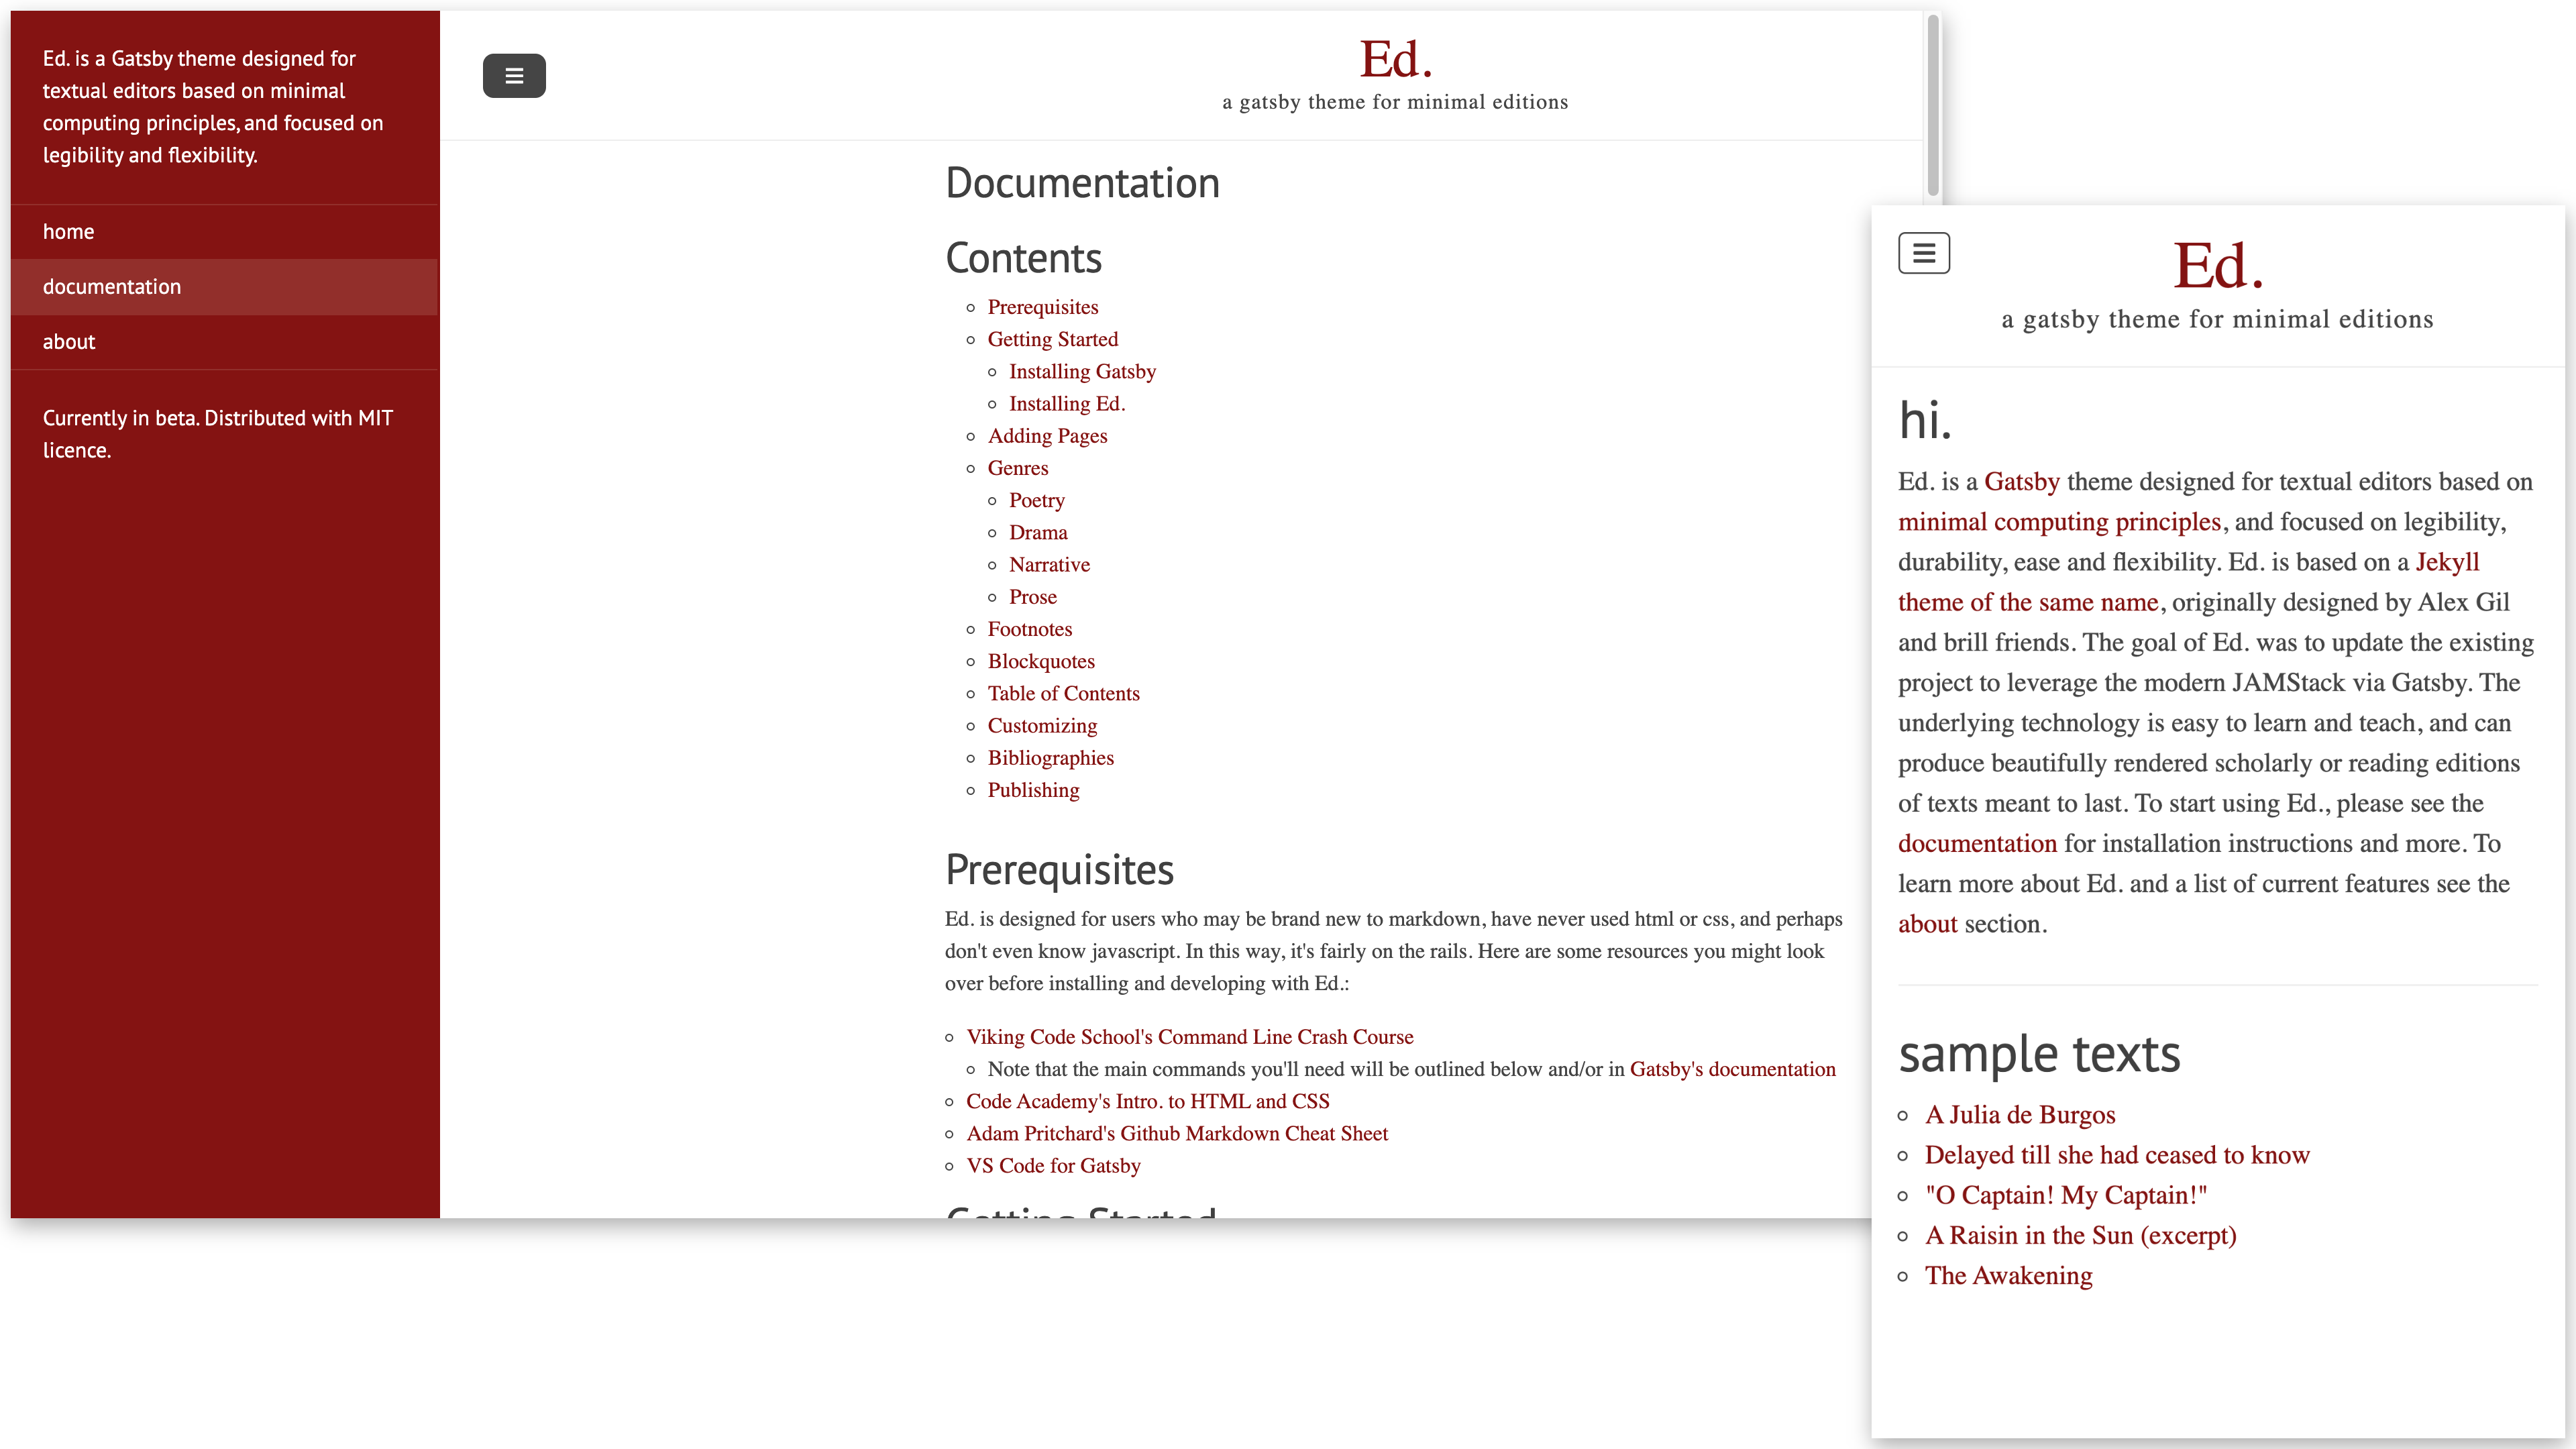 Ed. is a Gatsby theme designed for
textual editors based on minimal
computing principles, and focused on
legibility and flexibility.
home
documentation
about
Currently in beta. Distributed with MIT
licence.
Ed.
a gatsby theme for minimal editions
Documentation
Contents
Prerequisites
Getting Started
Installing Gatsby
Installing Ed.
Adding Pages
Genres
Poetry
Drama
Narrative
Prose
Footnotes
Blockquotes
Table of Contents
Customizing
Bibliographies
Publishing
Prerequisites
Ed. is designed for users who may be brand new to markdown, have never used html or css, and perhaps
don't even know javascript. In this way, it's fairly on the rails. Here are some resources you might look
over before installing and developing with Ed.:
Viking Code School's Command Line Crash Course
Note that the main commands you'll need will be outlined below and/or in Gatsby's documentation
Code Academy's Intro. to HTML and CSS
Adam Pritchard's Github Markdown Cheat Sheet
VS Code for Gatsby
Getting Started
Ed.
a gatsby theme for minimal editions
hi.
Ed. is a Gatsby theme designed for textual editors based on
minimal computing principles, and focused on legibility,
durability, ease and flexibility. Ed. is based on a Jekyll
theme of the same name, originally designed by Alex Gil
and brill friends. The goal of Ed. was to update the existing
project to leverage the modern JAMStack via Gatsby. The
underlying technology is easy to learn and teach, and can
produce beautifully rendered scholarly or reading editions
of texts meant to last. To start using Ed., please see the
documentation for installation instructions and more. To
learn more about Ed. and a list of current features see the
about section.
sample texts
A Julia de Burgos
Delayed till she had ceased to know
"O Captain! My Captain!"
A Raisin in the Sun (excerpt)
The Awakening